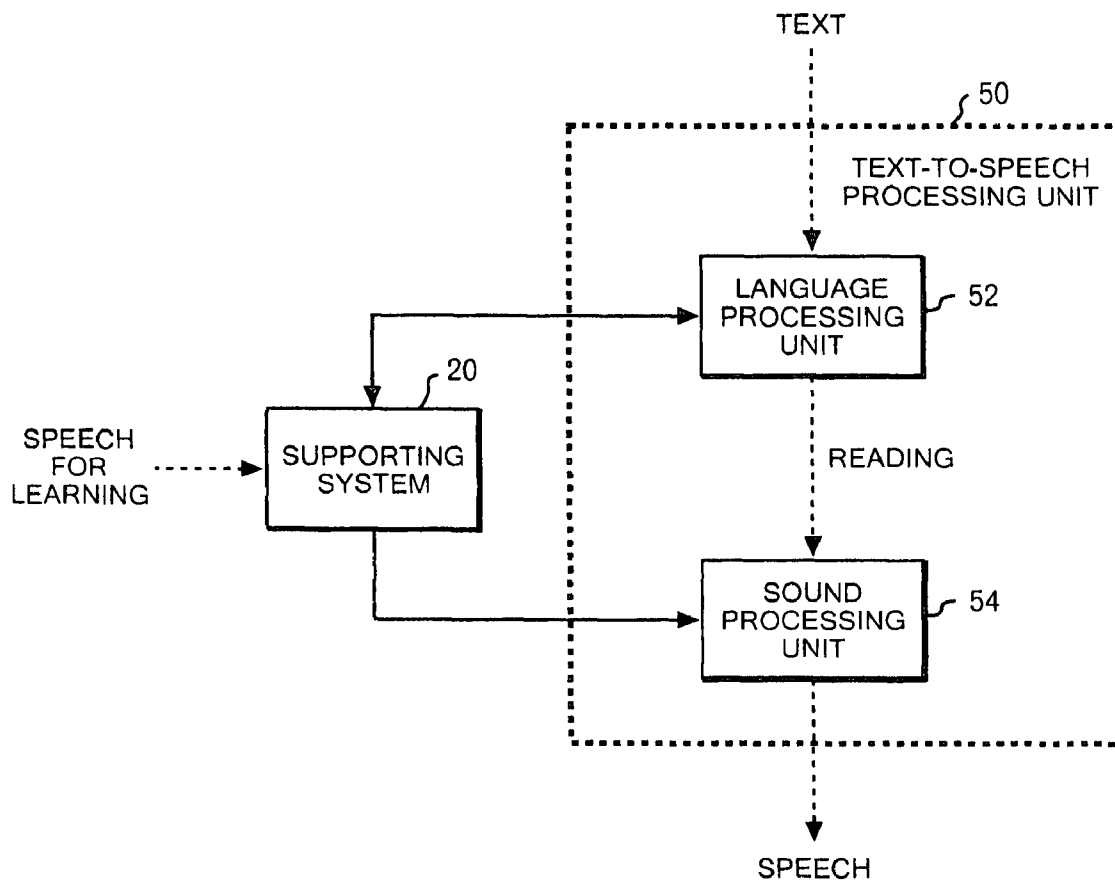 TEXT
50
TEXT-TO-SPEECH
PROCESSING UNIT
LANGUAGE
PROCESSING
UNIT
52
20
SPEECH
FOR
LEARNING
SUPPORTING
SYSTEM
READING
SOUND
PROCESSING
UNIT
54
SPEECH